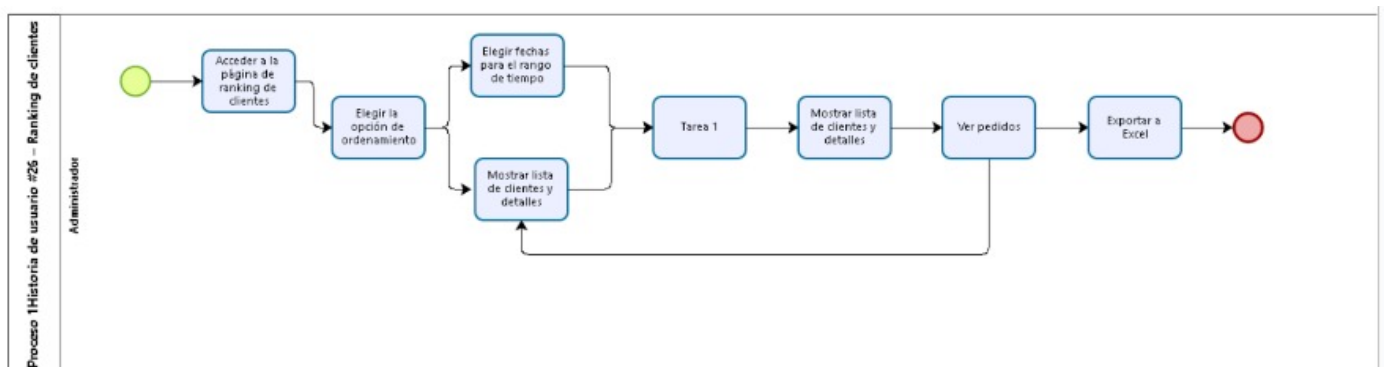 Proceso 1Historia de usuario #26 – Ranking de clientes
Administrador
Acceder a la
página de
ranking de
clientes
Elegir la
opción de
ordenamiento
Elegir fechas
para el rango
de tiempo
Mostrar lista
de clientes y
detalles
Tarea 1
Mostrar lista
de clientes y
detalles
Ver pedidos
Exportar a
Excel